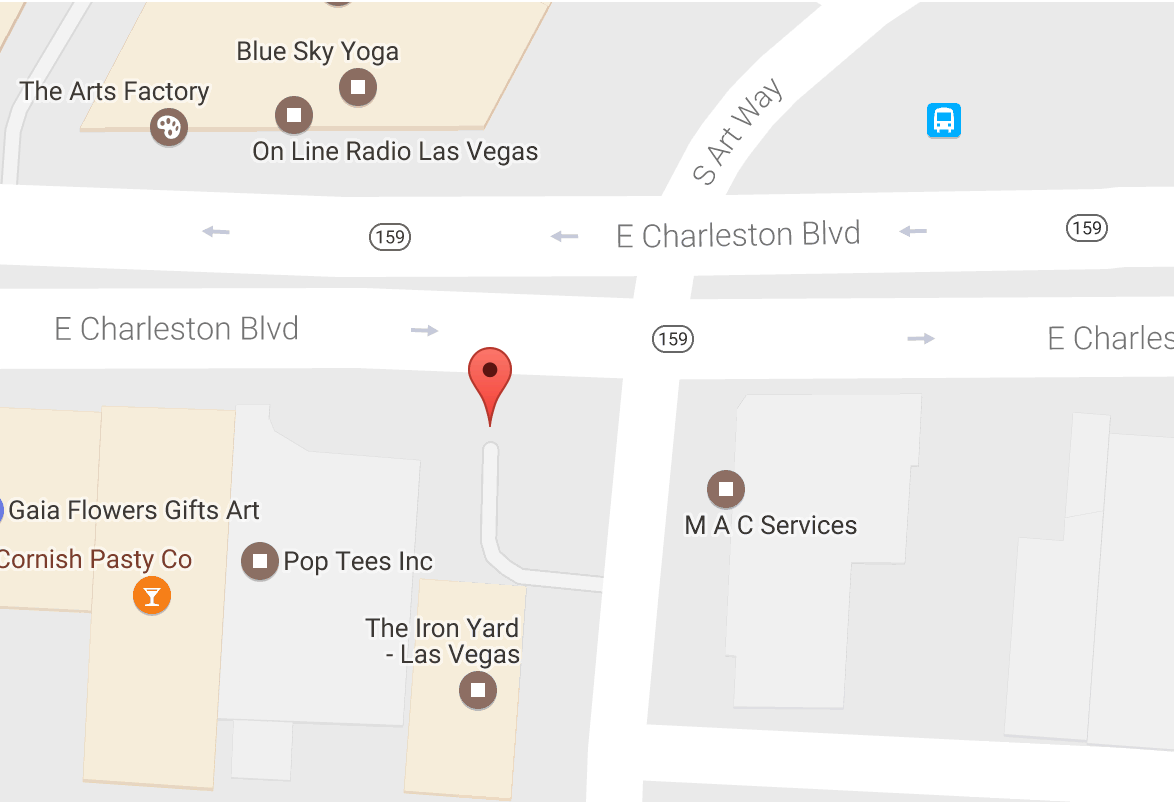 Blue Sky Yoga
The Arts Factory
On Line Radio Las Vegas
S Art Way
159
E Charleston Blvd
159
E Charleston Blvd
159
E Charles
Gaia Flowers Gifts Art
M A C Services
Cornish Pasty Co
Pop Tees Inc
The Iron Yard
- Las Vegas